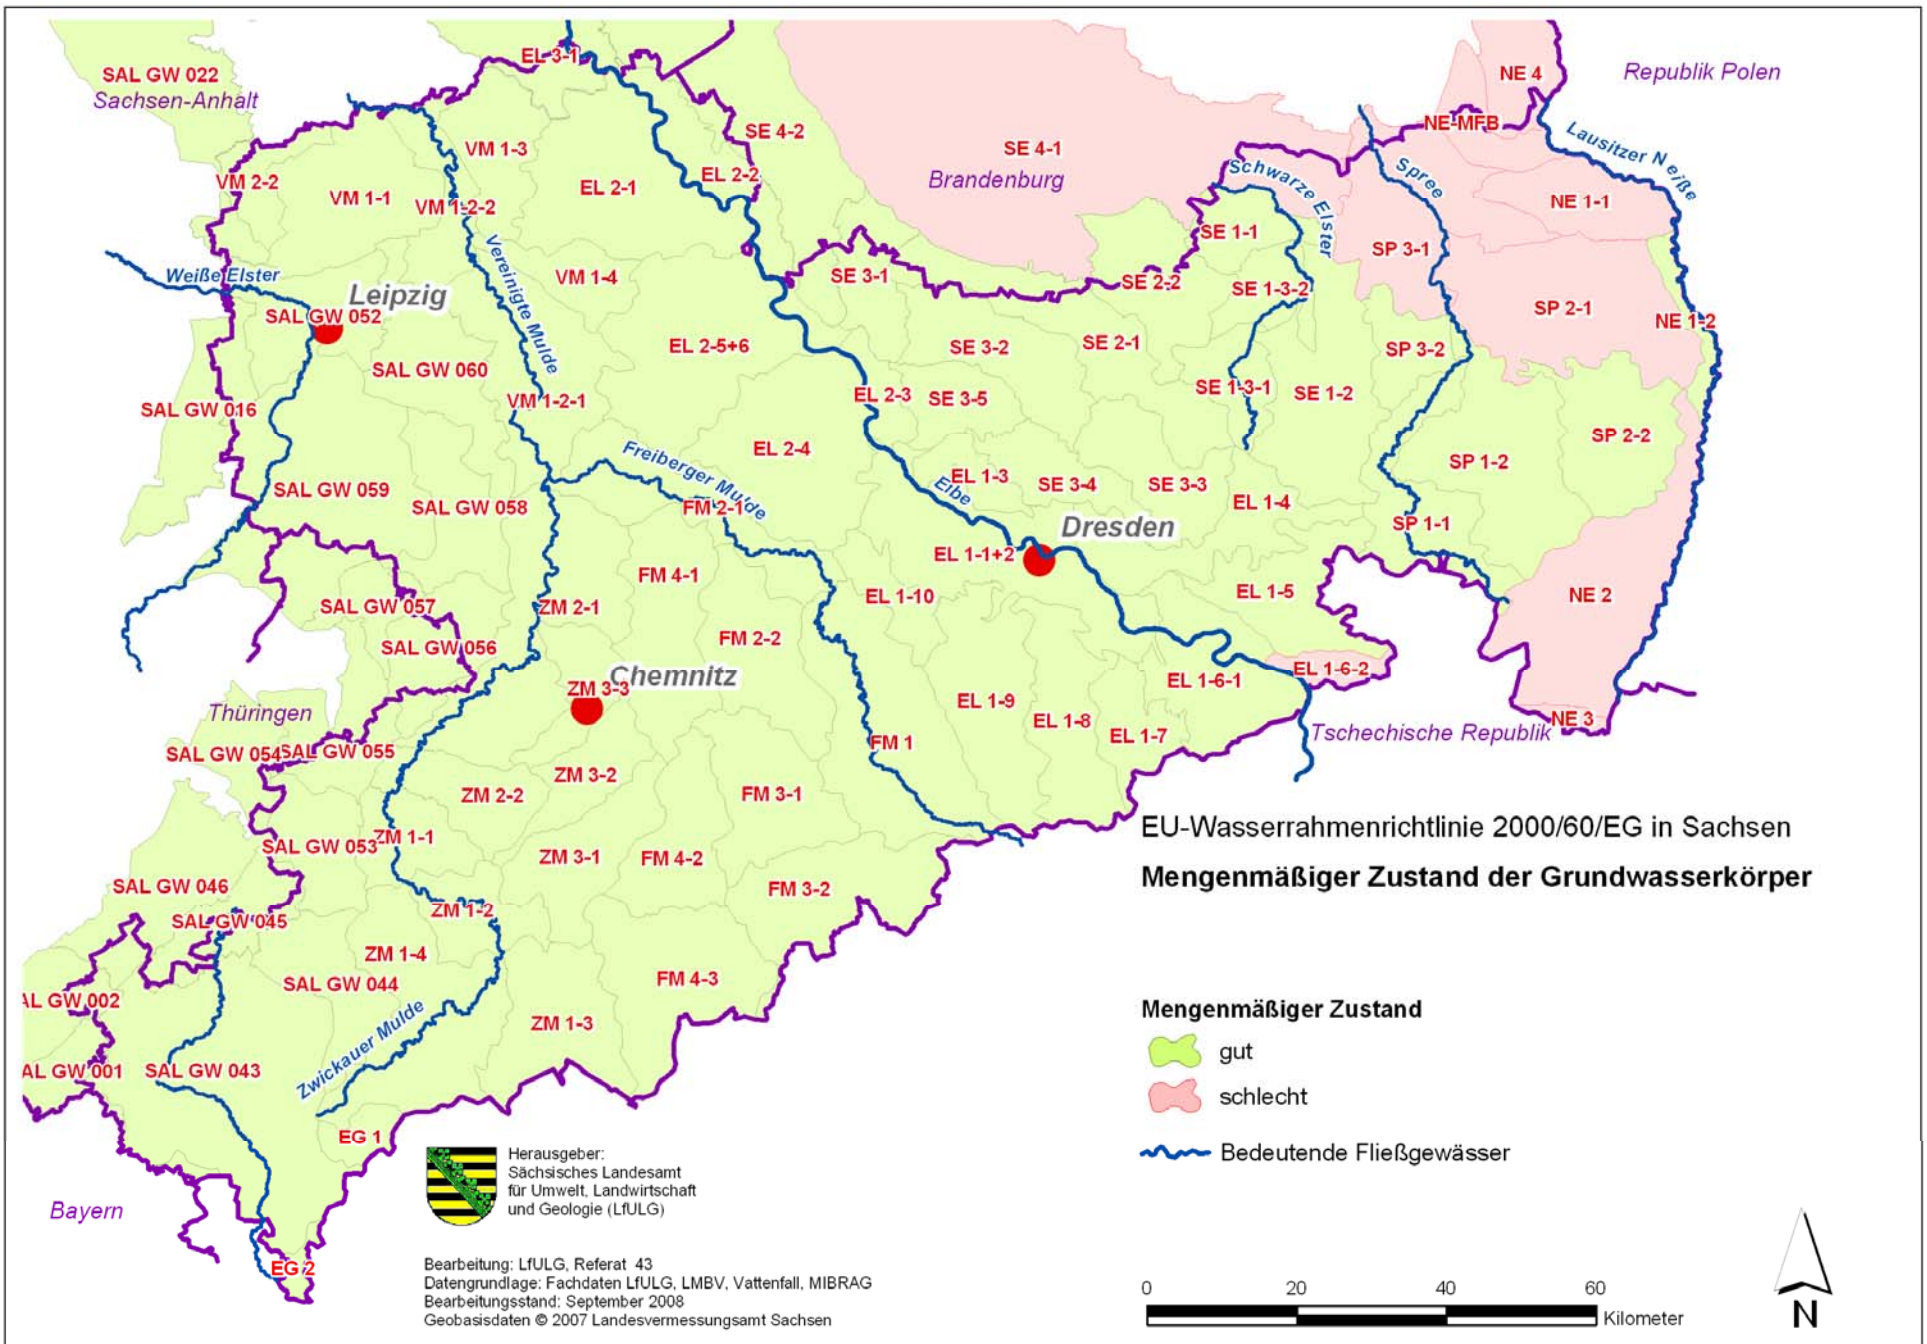 EL 3-1
SAL GW 022
Sachsen-Anhalt
NE 4
Republik Polen
SE 4-2
NE-MFB
VM 1-3
SE 4-1
Lausitzer Neiße
VM 2-2
EL 2-2
Brandenburg
Schwarze Elster
Spree
VM 1-1
EL 2-1
NE 1-1
VM 1-2-2
SE 1-1
SP 3-1
Weiße Elster
Vereinigte Mulde
VM 1-4
SE 3-1
SE 2-2
SE 1-3-2
Leipzig
SAL GW 052
SP 2-1
NE 1-2
EL 2-5+6
SE 3-2
SE 2-1
SP 3-2
SAL GW 060
SE 1-3-1
SE 1-2
VM 1-2-1
EL 2-3
SE 3-5
SAL GW 016
SP 2-2
EL 2-4
Freiberger Mulde
SP 1-2
EL 1-3
Elbe
SE 3-4
SE 3-3
SAL GW 059
SAL GW 058
FM 2-1
EL 1-4
Dresden
SP 1-1
EL 1-1+2
FM 4-1
EL 1-10
EL 1-5
NE 2
SAL GW 057
ZM 2-1
FM 2-2
SAL GW 056
EL 1-6-2
Chemnitz
ZM 3-3
EL 1-6-1
EL 1-9
Thüringen
EL 1-8
NE 3
EL 1-7
Tschechische Republik
FM 1
SAL GW 054
SAL GW 055
ZM 3-2
ZM 2-2
FM 3-1
EU-Wasserrahmenrichtlinie 2000/60/EG in Sachsen
Mengenmäßiger Zustand der Grundwasserkörper
ZM 1-1
SAL GW 053
ZM 3-1
FM 4-2
SAL GW 046
FM 3-2
ZM 1-2
SAL GW 045
ZM 1-4
FM 4-3
SAL GW 044
AL GW 002
ZM 1-3
Zwickauer Mulde
AL GW 001
SAL GW 043
EG 1
Bayern
EG 2
Mengenmäßiger Zustand
gut
schlecht
Bedeutende Fließgewässer
Herausgeber:
Sächsisches Landesamt
für Umwelt, Landwirtschaft
und Geologie (LfULG)
Bearbeitung: LfULG, Referat 43
Datengrundlage: Fachdaten LfULG, LMBV, Vattenfall, MIBRAG
Bearbeitungsstand: September 2008
Geobasisdaten © 2007 Landesvermessungsamt Sachsen
0 20 40 60
Kilometer
N